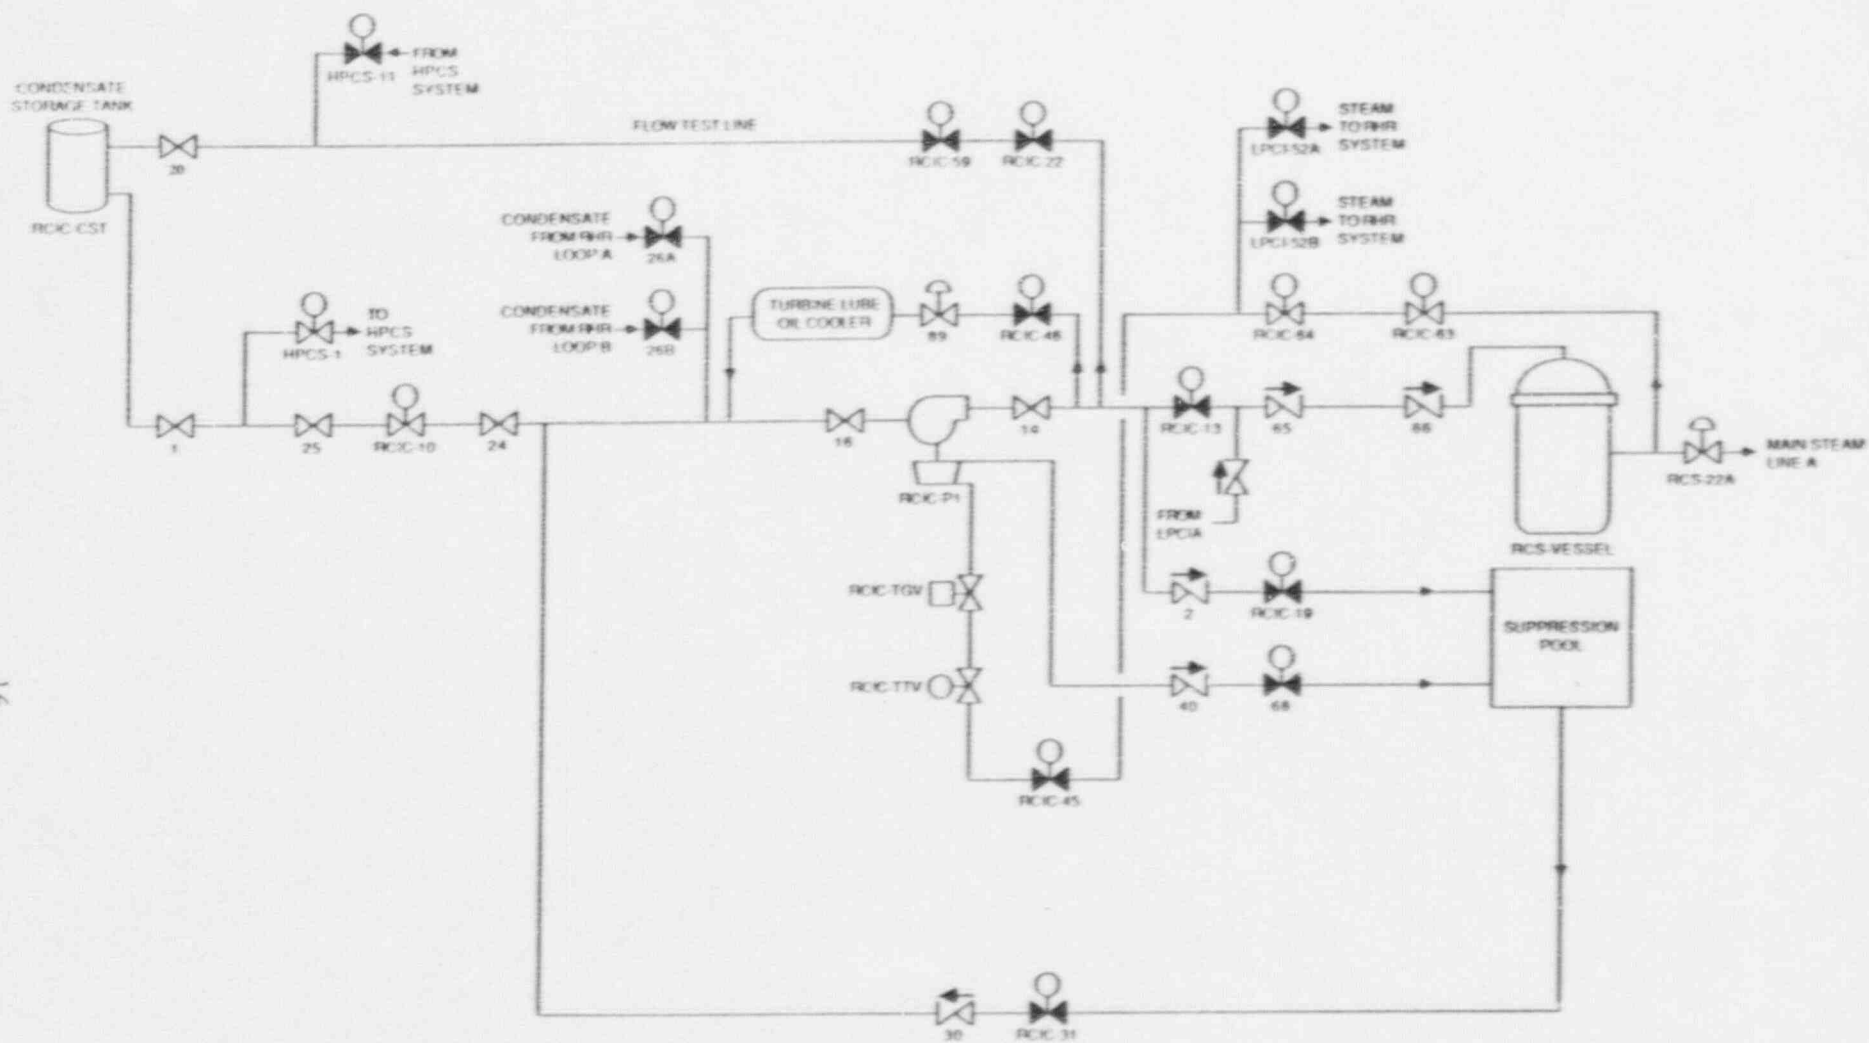 FROM
HPCS
SYSTEM
HPCS-11
CONDENSATE
STORAGE TANK
RCIC-CST
20
FLOW TEST LINE
RCIC-59
RCIC-22
STEAM
TO RHR
SYSTEM
LPCI-52A
STEAM
TO RHR
SYSTEM
LPCI-52B
CONDENSATE
FROM RHR
LOOP A
26A
CONDENSATE
FROM RHR
LOOP B
26B
TO
HPCS
SYSTEM
HPCS-1
TURBINE LUBE
OIL COOLER
89
RCIC-46
RCIC-64
RCIC-63
1
25
RCIC-10
24
16
14
RCIC-13
65
66
MAIN STEAM
LINE A
RCS-22A
RCIC-P1
FROM
LPCI A
RCS-VESSEL
RCIC-TGV
2
RCIC-19
SUPPRESSION
POOL
RCIC-TTV
40
68
RCIC-45
30
RCIC-31